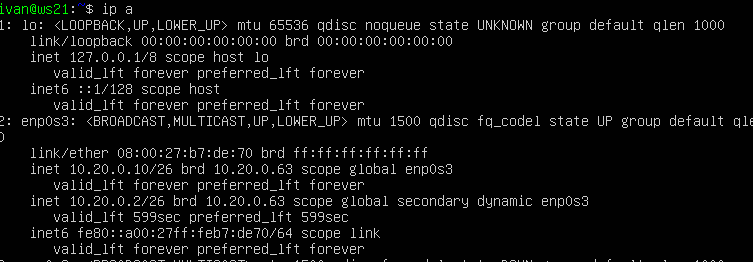 ivan@ws21:~$ ip a
1: lo: <LOOPBACK,UP,LOWER_UP> mtu 65536 qdisc noqueue state UNKNOWN group default qlen 1000
link/loopback 00:00:00:00:00:00 brd 00:00:00:00:00:00
inet 127.0.0.1/8 scope host lo
valid_lft forever preferred_lft forever
inet6 ::1/128 scope host
valid_lft forever preferred_lft forever
2: enp0s3: <BROADCAST,MULTICAST,UP,LOWER_UP> mtu 1500 qdisc fq_codel state UP group default qle
0
link/ether 08:00:27:b7:de:70 brd ff:ff:ff:ff:ff:ff
inet 10.20.0.10/26 brd 10.20.0.63 scope global enp0s3
valid_lft forever preferred_lft forever
inet 10.20.0.2/26 brd 10.20.0.63 scope global secondary dynamic enp0s3
valid_lft 599sec preferred_lft 599sec
inet6 fe80::a00:27ff:feb7:de70/64 scope link
valid_lft forever preferred_lft forever